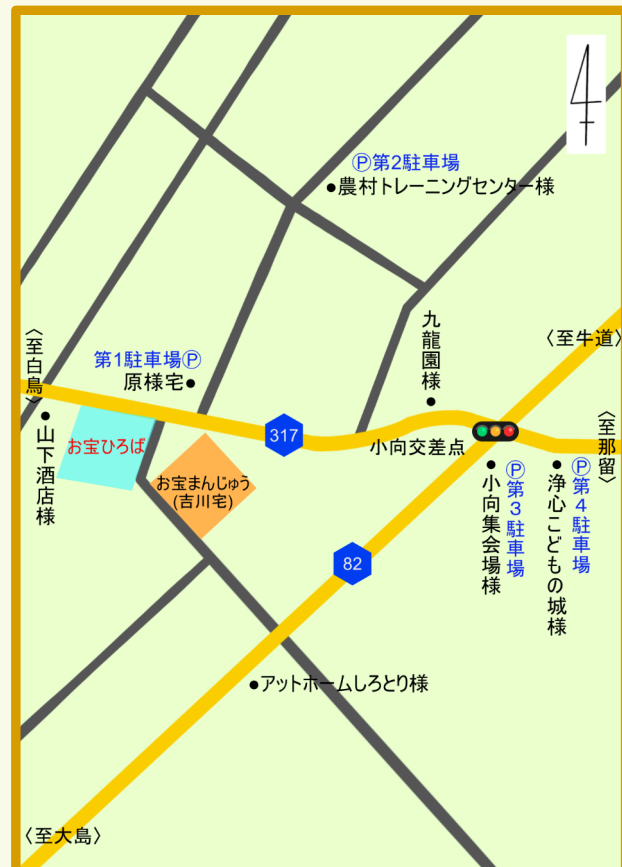 Ⓟ第2駐車場
●農村トレーニングセンター様
九龍園様●
〈至牛道〉
〈至白鳥〉
第1駐車場Ⓟ
原様宅●
●山下酒店様
お宝ひろば
317
小向交差点
〈至那留〉
お宝まんじゅう
(吉川宅)
●小向集会場様
Ⓟ第3駐車場
●浄心こどもの城様
Ⓟ第4駐車場
82
●アットホームしろとり様
〈至大島〉